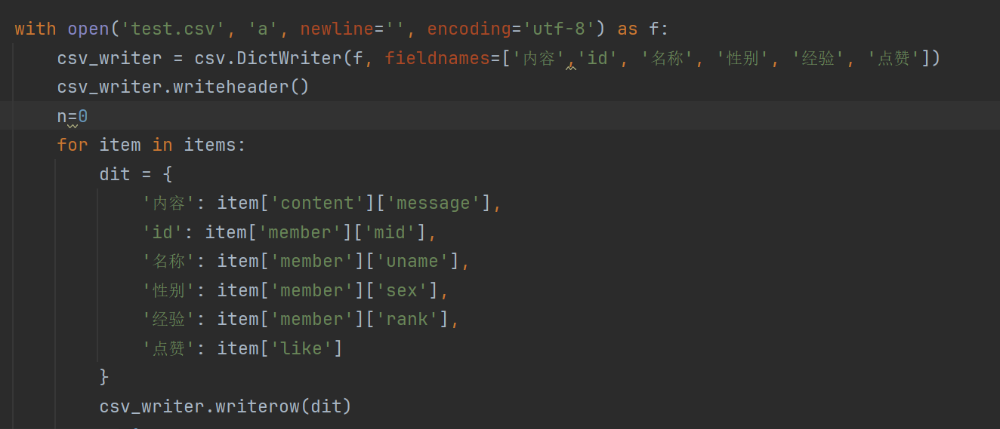 with open('test.csv', 'a', newline='', encoding='utf-8') as f:
    csv_writer = csv.DictWriter(f, fieldnames=['内容','id', '名称', '性别', '经验', '点赞'])
    csv_writer.writeheader()
    n=0
    for item in items:
        dit = {
            '内容': item['content']['message'],
            'id': item['member']['mid'],
            '名称': item['member']['uname'],
            '性别': item['member']['sex'],
            '经验': item['member']['rank'],
            '点赞': item['like']
        }
        csv_writer.writerow(dit)